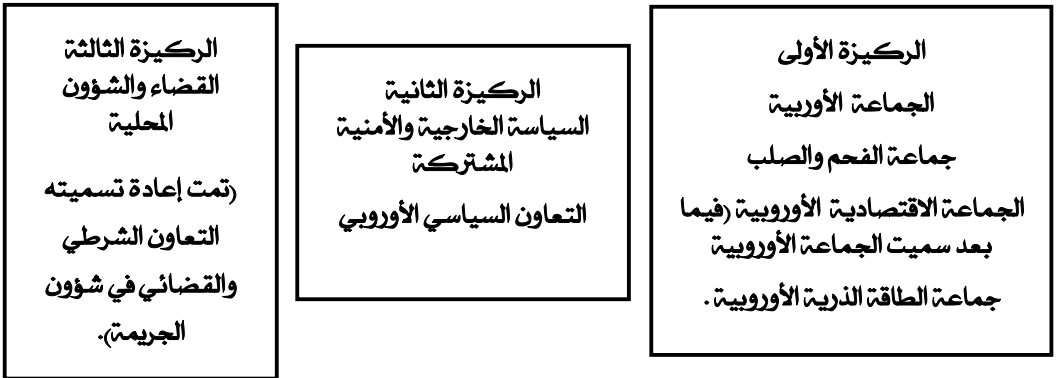 الركيزة الأولى
الجماعة الأوربية
جماعة الفحم والصلب
الجماعة الاقتصادية الأوروبية (فيما
بعد سميت الجماعة الأوروبية
جماعة الطاقة الذرية الأوروبية.
الركيزة الثانية
السياسة الخارجية والأمنية
المشتركة
التعاون السياسي الأوروبي
الركيزة الثالثة
القضاء والشؤون
المحلية
(تمت إعادة تسميته
التعاون الشرطي
والقضائي في شؤون
الجريمة).